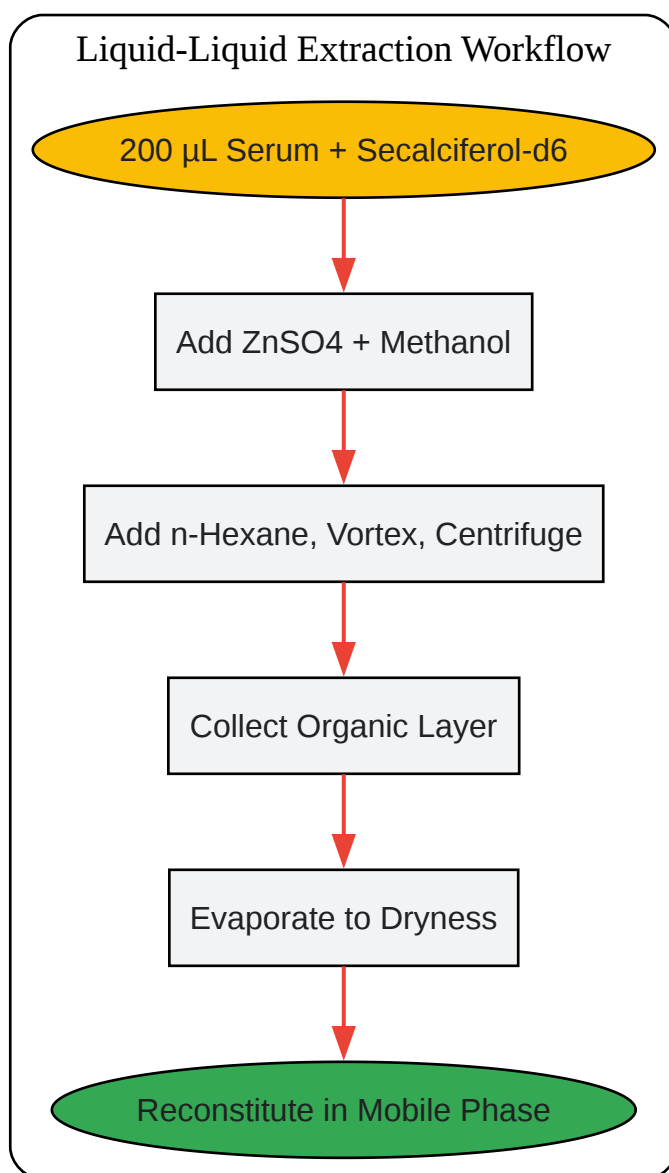 Liquid-Liquid Extraction Workflow
200 µL Serum + Secalciferol-d6
Add ZnSO4 + Methanol
Add n-Hexane, Vortex, Centrifuge
Collect Organic Layer
Evaporate to Dryness
Reconstitute in Mobile Phase